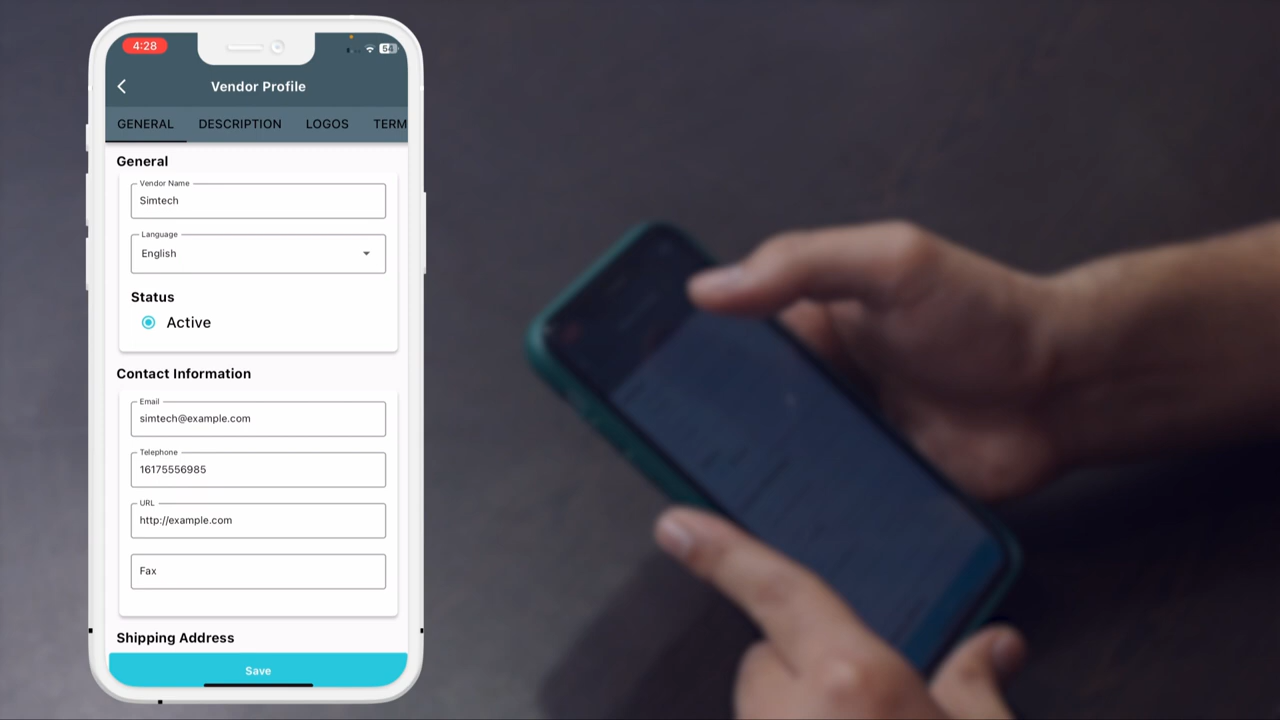 4:28
54
Vendor Profile
GENERAL DESCRIPTION LOGOS TERM
General
Vendor Name
Simtech
Language
English
Status
Active
Contact Information
Email
simtech@example.com
Telephone
16175556985
URL
http://example.com
Fax
Shipping Address
Save